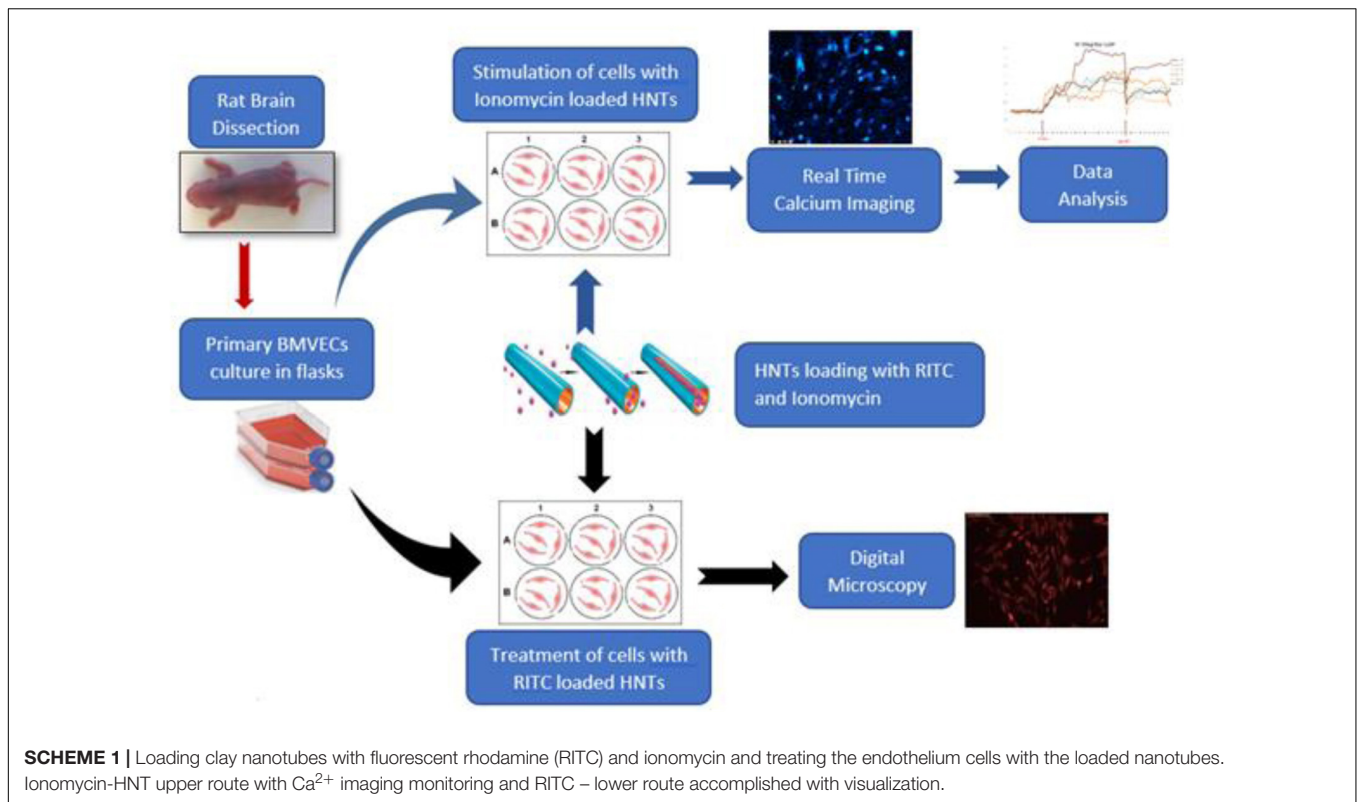 Rat Brain
Dissection
Stimulation of cells with
Ionomycin loaded HNTs
1 2 3
A
B
Real Time
Calcium Imaging
Data
Analysis
Primary BMVECs
culture in flasks
HNTs loading with RITC
and Ionomycin
1 2 3
A
B
Digital
Microscopy
Treatment of cells with
RITC loaded HNTs
SCHEME 1 | Loading clay nanotubes with fluorescent rhodamine (RITC) and ionomycin and treating the endothelium cells with the loaded nanotubes.
Ionomycin-HNT upper route with Ca²⁺ imaging monitoring and RITC – lower route accomplished with visualization.